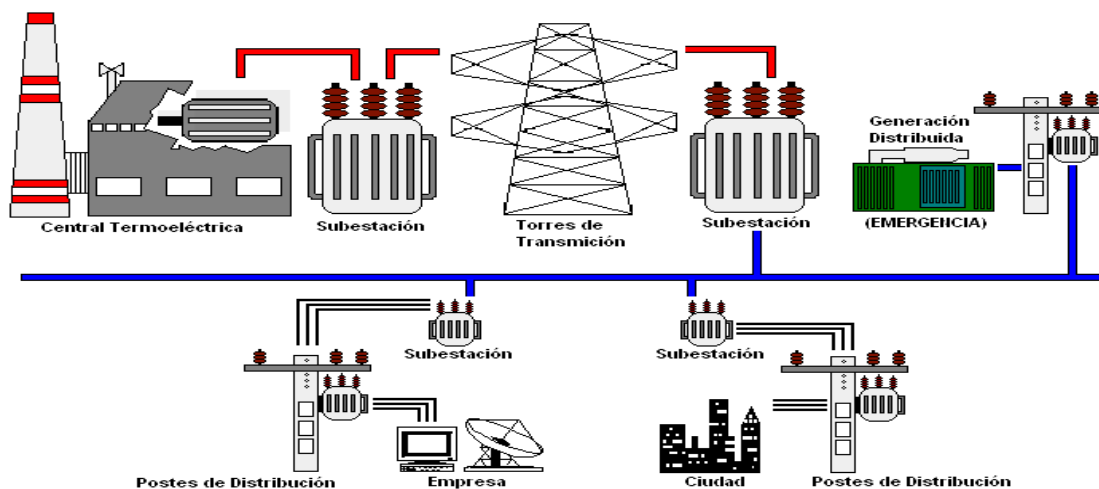 Generación
Distribuida
Central Termoeléctrica
Subestación
Torres de
Transmición
Subestación
(EMERGENCIA)
Subestación
Subestación
Postes de Distribución
Empresa
Ciudad
Postes de Distribución